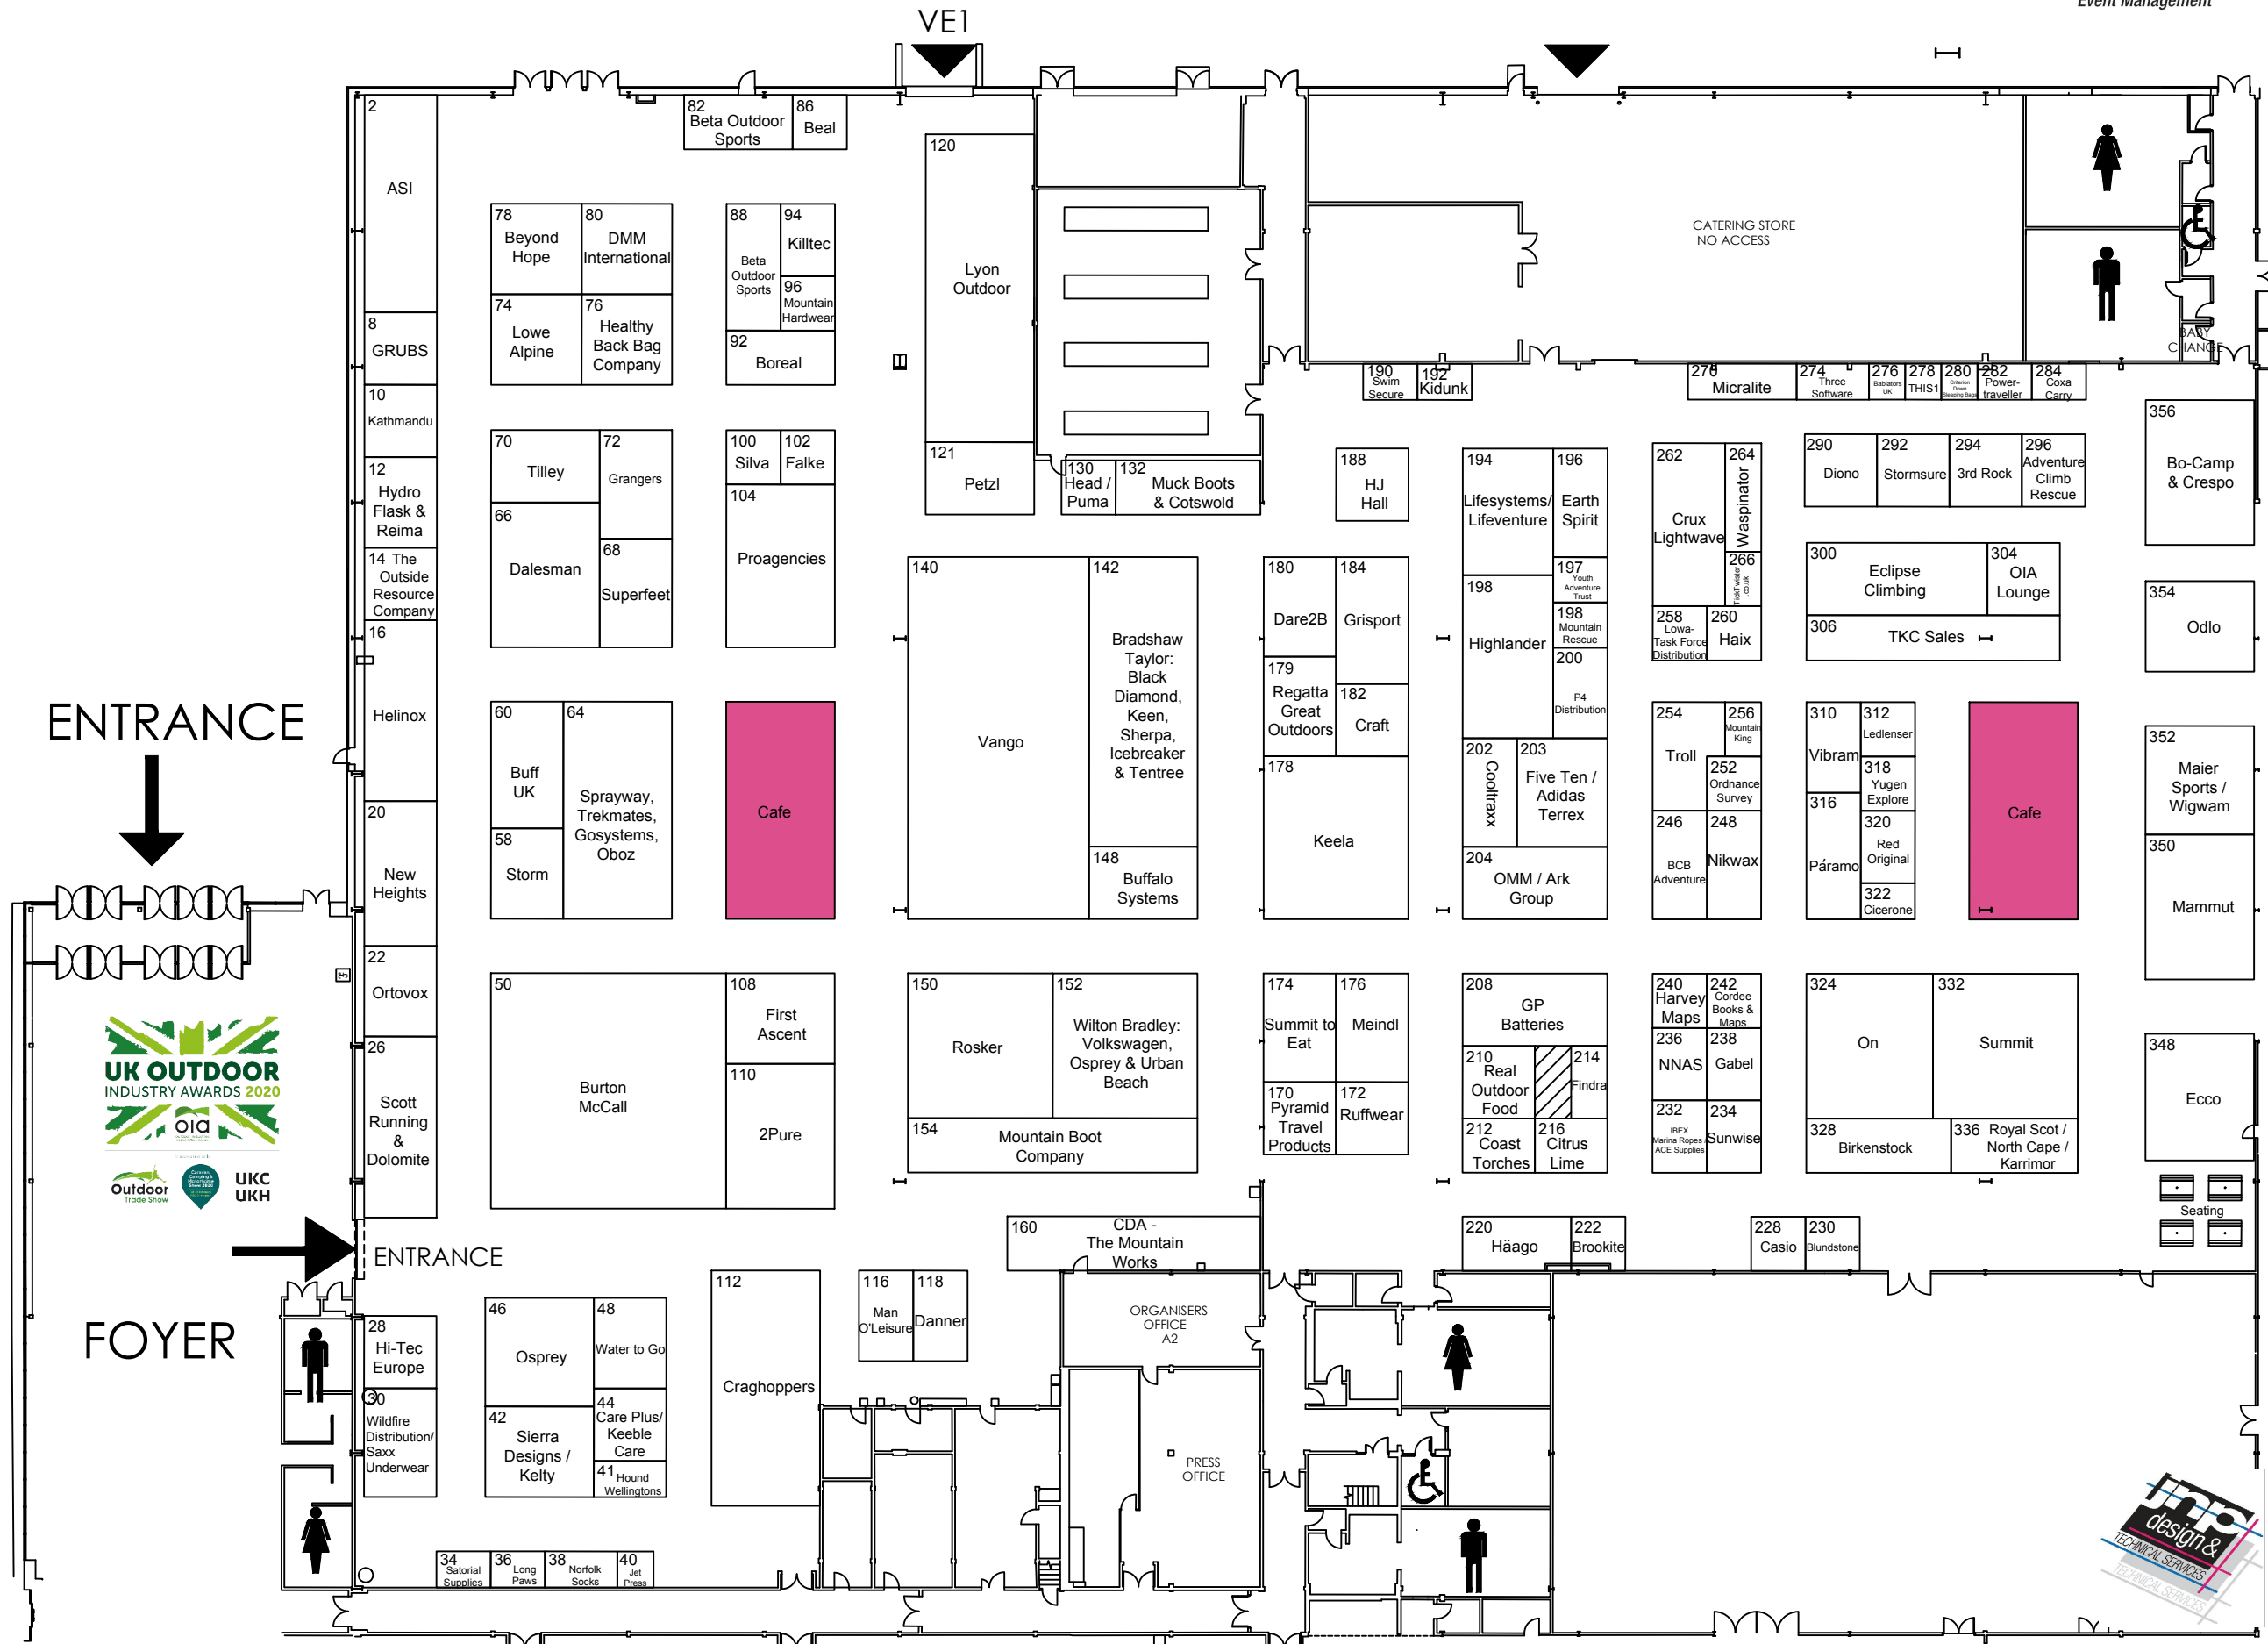 Event Management
VE1
2
ASI
8
GRUBS
10
Kathmandu
12
Hydro
Flask &
Reima
14 The
Outside
Resource
Company
16
Helinox
20
New
Heights
22
Ortovox
26
Scott
Running
&
Dolomite
ENTRANCE
ENTRANCE
FOYER
UK OUTDOOR
INDUSTRY AWARDS 2020
oia
Outdoor
Trade Show
UKC
UKH
28
Hi-Tec
Europe
30
Wildfire
Distribution/
Saxx
Underwear
34
Satorial
Supplies
36
Long
Paws
38
Norfolk
Socks
40
Jet
Press
82
Beta Outdoor
Sports
86
Beal
78
Beyond
Hope
80
DMM
International
74
Lowe
Alpine
76
Healthy
Back Bag
Company
88
Beta
Outdoor
Sports
94
Killtec
96
Mountain
Hardwear
92
Boreal
70
Tilley
72
Grangers
66
Dalesman
68
Superfeet
100
Silva
102
Falke
104
Proagencies
60
Buff
UK
64
Sprayway,
Trekmates,
Gosystems,
Oboz
58
Storm
Cafe
50
Burton
McCall
108
First
Ascent
110
2Pure
46
Osprey
48
Water to Go
42
Sierra
Designs /
Kelty
44
Care Plus/
Keeble
Care
41 Hound
Wellingtons
112
Craghoppers
116
Man
O'Leisure
118
Danner
120
Lyon
Outdoor
121
Petzl
130
Head /
Puma
132
Muck Boots
& Cotswold
140
Vango
142
Bradshaw
Taylor:
Black
Diamond,
Keen,
Sherpa,
Icebreaker
& Tentree
148
Buffalo
Systems
150
Rosker
152
Wilton Bradley:
Volkswagen,
Osprey & Urban
Beach
154
Mountain Boot
Company
160
CDA -
The Mountain
Works
ORGANISERS
OFFICE
A2
PRESS
OFFICE
190
Swim
Secure
192
Kidunk
188
HJ
Hall
180
Dare2B
184
Grisport
179
Regatta
Great
Outdoors
182
Craft
178
Keela
174
Summit to
Eat
176
Meindl
170
Pyramid
Travel
Products
172
Ruffwear
194
Lifesystems/
Lifeventure
196
Earth
Spirit
197
Youth
Adventure
Trust
198
Highlander
198
Mountain
Rescue
200
P4
Distribution
202
Cooltraxx
203
Five Ten /
Adidas
Terrex
204
OMM / Ark
Group
208
GP
Batteries
210
Real
Outdoor
Food
214
Findra
212
Coast
Torches
216
Citrus
Lime
220
Häago
222
Brookite
CATERING STORE
NO ACCESS
BABY
CHANGE
270
Micralite
274
Three
Software
276
Babiators
UK
278
THIS1
280
Criterion
Down
Sleeping Bags
282
Power-
traveller
284
Coxa
Carry
262
Crux
Lightwave
264
Waspinator
266
TickTwister
.co.uk
258
Lowa-
Task Force
Distribution
260
Haix
254
Troll
256
Mountain
King
252
Ordnance
Survey
246
BCB
Adventure
248
Nikwax
240
Harvey
Maps
242
Cordee
Books &
Maps
236
NNAS
238
Gabel
232
IBEX
Marina Ropes /
ACE Supplies
234
Sunwise
228
Casio
230
Blundstone
290
Diono
292
Stormsure
294
3rd Rock
296
Adventure
Climb
Rescue
300
Eclipse
Climbing
304
OIA
Lounge
306
TKC Sales
310
Vibram
312
Ledlenser
318
Yugen
Explore
316
Páramo
320
Red
Original
322
Cicerone
Cafe
324
On
332
Summit
328
Birkenstock
336 Royal Scot /
North Cape /
Karrimor
356
Bo-Camp
& Crespo
354
Odlo
352
Maier
Sports /
Wigwam
350
Mammut
348
Ecco
Seating
jmp
design &
TECHNICAL SERVICES
TECHNICAL SERVICES